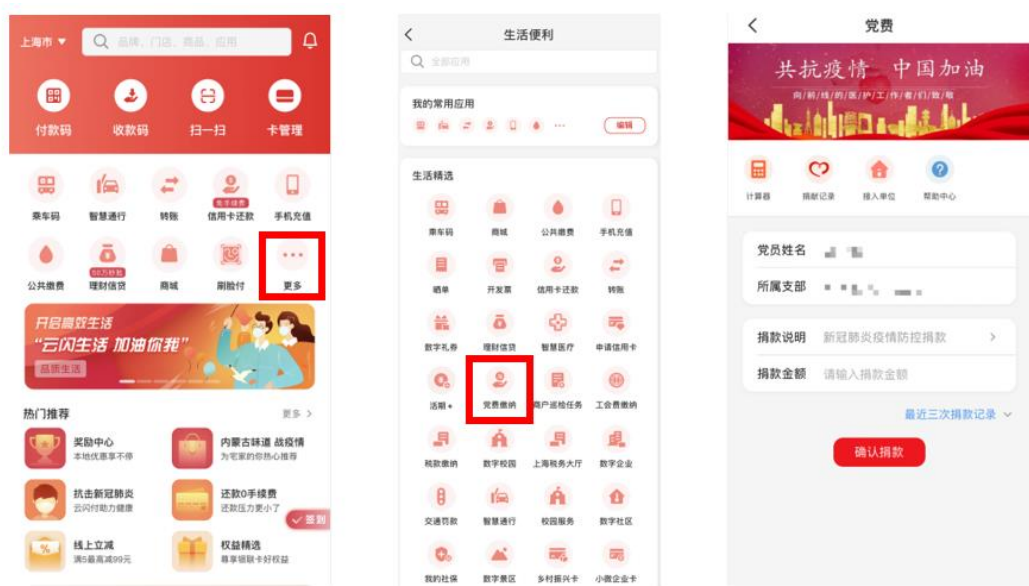 上海市
品牌、门店、商品、应用
付款码 收款码 扫一扫 卡管理
免手续费
乘车码 智慧通行 转账 信用卡还款 手机充值
50万秒批
公共缴费 理财信贷 商城 刷脸付 更多
开启高效生活
“云闪生活 加油你我”
品质生活
热门推荐 更多 >
奖励中心
本地优惠享不停
内蒙古味道 战疫情
为宅家的你热心推荐
抗击新冠肺炎
云闪付助力健康
还款0手续费
还款压力更小了
签到
线上立减
满5最高减99元
权益精选
尊享银联卡好权益
生活便利
全部应用
我的常用应用
编辑
生活精选
乘车码 商城 公共缴费 手机充值
晒单 开发票 信用卡还款 转账
数字礼券 理财信贷 智慧医疗 申请信用卡
活期+ 党费缴纳 商户巡检任务 工会费缴纳
税款缴纳 数字校园 上海税务大厅 数字企业
交通罚款 智慧通行 校园服务 数字社区
我的社保 数字景区 乡村振兴卡 小微企业卡
党费
共抗疫情 中国加油
向/前/线/的/医/护/工/作/者/们/致/敬
计算器 捐献记录 接入单位 帮助中心
党员姓名
所属支部
捐款说明 新冠肺炎疫情防控捐款 >
捐款金额 请输入捐款金额
最近三次捐款记录
确认捐款